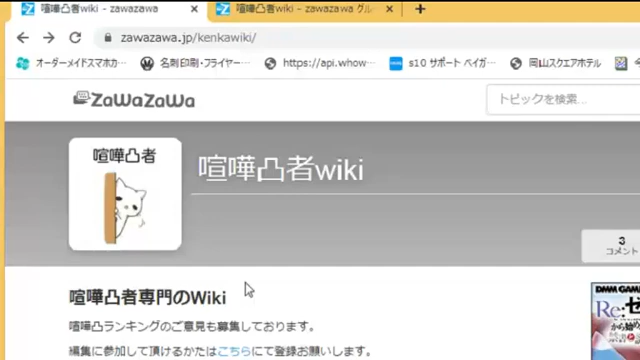 喧嘩凸者wiki - zawazawa
喧嘩凸者wiki - zawazawa グル
zawazawa.jp/kenkawiki/
オーダーメイドスマホカ…
名刺印刷・フライヤー…
https://api.whow…
s10 サポート ペイガ…
岡山スクエアホテル
ZawaZawa
トピックを検索...
喧嘩凸者
喧嘩凸者wiki
3
コメント
喧嘩凸者専門のWiki
喧嘩凸ランキングのご意見も募集しております。
編集に参加して頂けるかたはこちらにて登録お願いします。
DMM GAM
Re:ゼ
から始め